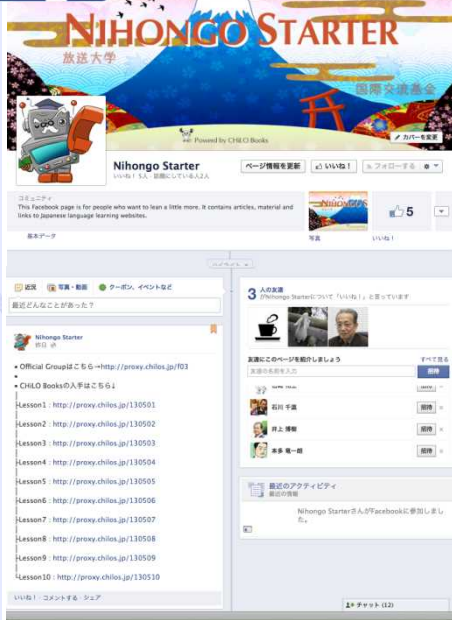 NIHONGO STARTER
放送大学
国際交流基金
Powered by CHiLO Books
カバーを変更
Nihongo Starter
いいね！ 5人 · 話題にしている人2人
ページ情報を更新
いいね！
フォローする
コミュニティ
This Facebook page is for people who want to lean a little more. It contains articles, material and
links to Japanese language learning websites.
基本データ
写真
5
いいね！
近況
写真・動画
クーポン、イベントなど
最近どんなことがあった？
Nihongo Starter
昨日
• Official Groupはこちら→http://proxy.chilos.jp/f03
• CHiLO Booksの入手はこちら↓
Lesson1 : http://proxy.chilos.jp/130501
Lesson2 : http://proxy.chilos.jp/130502
Lesson3 : http://proxy.chilos.jp/130503
Lesson4 : http://proxy.chilos.jp/130504
Lesson5 : http://proxy.chilos.jp/130505
Lesson6 : http://proxy.chilos.jp/130506
Lesson7 : http://proxy.chilos.jp/130507
Lesson8 : http://proxy.chilos.jp/130508
Lesson9 : http://proxy.chilos.jp/130509
Lesson10 : http://proxy.chilos.jp/130510
いいね！ · コメントする · シェア
3 人の友達
がNihongo Starterについて「いいね！」と言っています
友達にこのページを紹介しましょう
すべて見る
友達の名前を入力
招待
石川 千直
招待
井上 博樹
招待
本多 竜一朗
招待
最近のアクティビティ
最近の情報
Nihongo StarterさんがFacebookに参加しまし
た。
チャット (12)